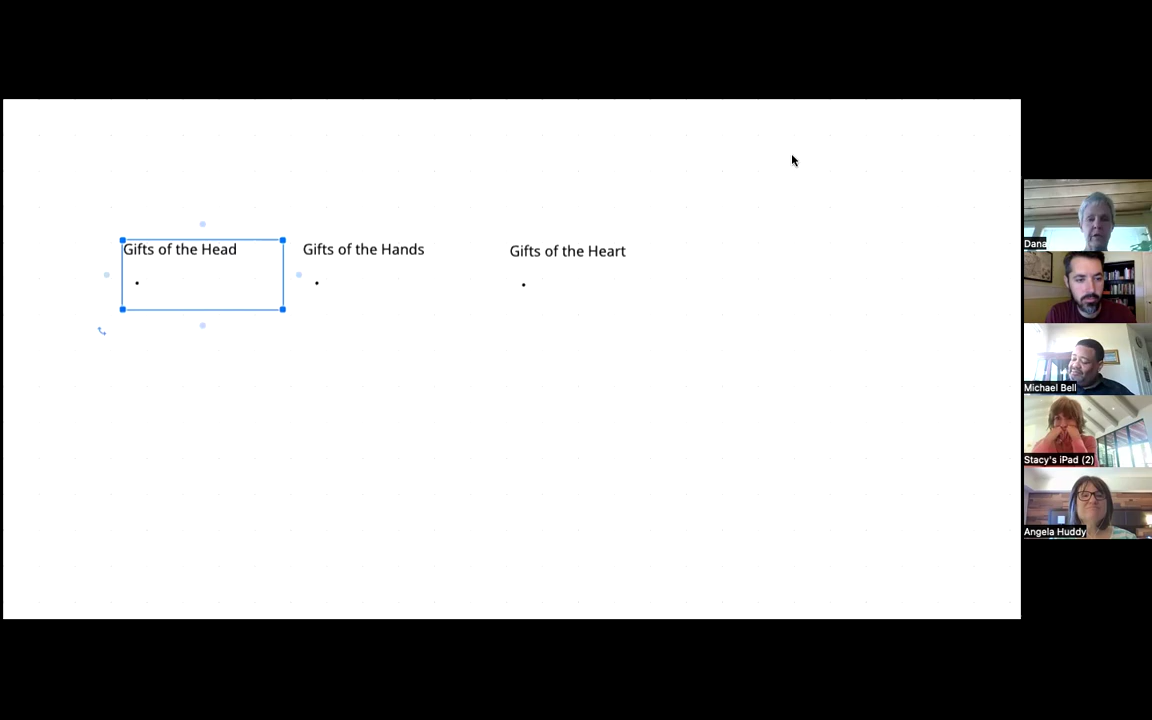 Gifts of the Head
•
Gifts of the Hands
•
Gifts of the Heart
•
Dana
Michael Bell
Stacy's iPad (2)
Angela Huddy